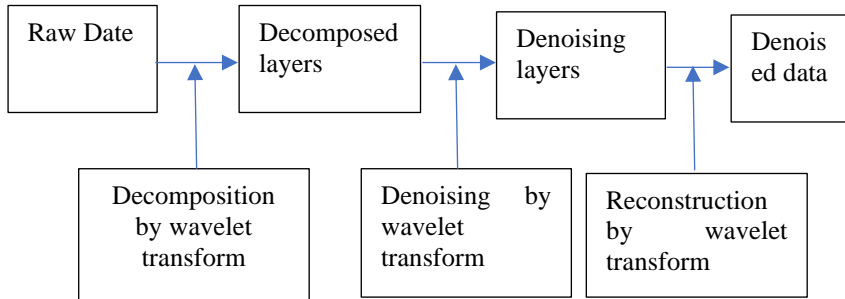 Raw Date
Decomposed
layers
Denoising
layers
Denois
ed data
Decomposition
by wavelet
transform
Denoising by
wavelet
transform
Reconstruction
by wavelet
transform